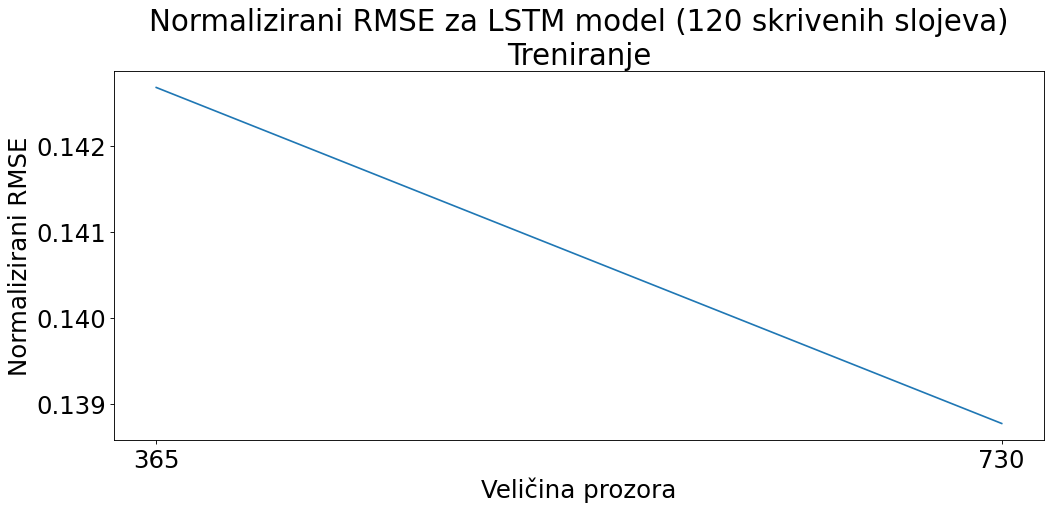 Normalizirani RMSE za LSTM model (120 skrivenih slojeva)
Treniranje
Normalizirani RMSE
0.142
0.141
0.140
0.139
365
730
Veličina prozora